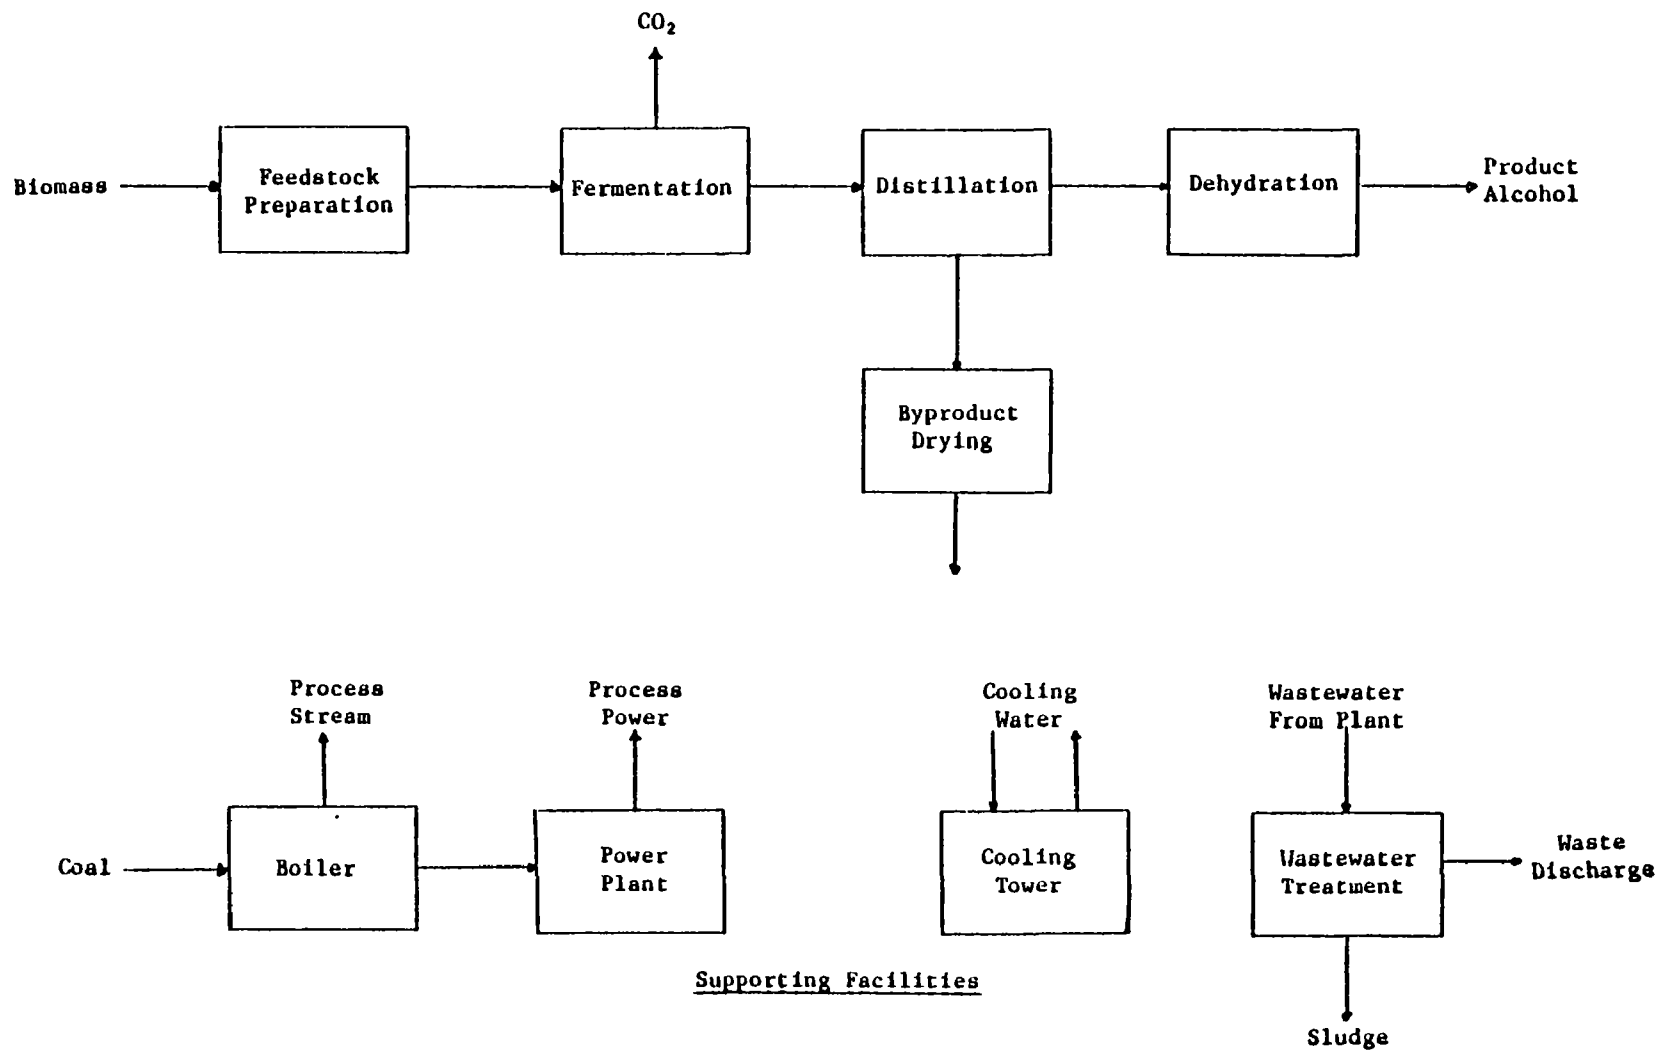 CO₂
Biomass
Feedstock
Preparation
Fermentation
Distillation
Dehydration
Product
Alcohol
Byproduct
Drying
Process
Stream
Process
Power
Cooling
Water
Wastewater
From Plant
Coal
Boiler
Power
Plant
Cooling
Tower
Wastewater
Treatment
Waste
Discharge
Supporting Facilities
Sludge